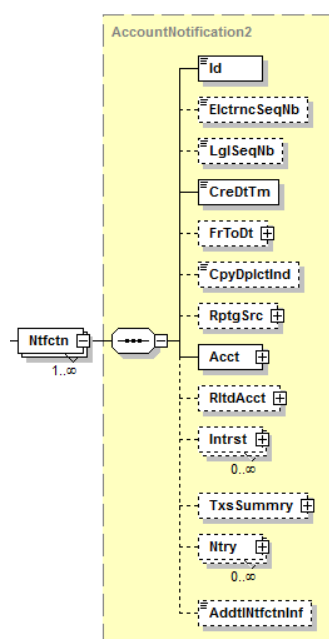 AccountNotification2
Id
ElctrncSeqNb
LglSeqNb
CreDtTm
FrToDt
CpyDplctInd
RptgSrc
Ntfctn
1..∞
Acct
RltdAcct
Intrst
0..∞
TxsSummry
Ntry
0..∞
AddtlNtfctnInf